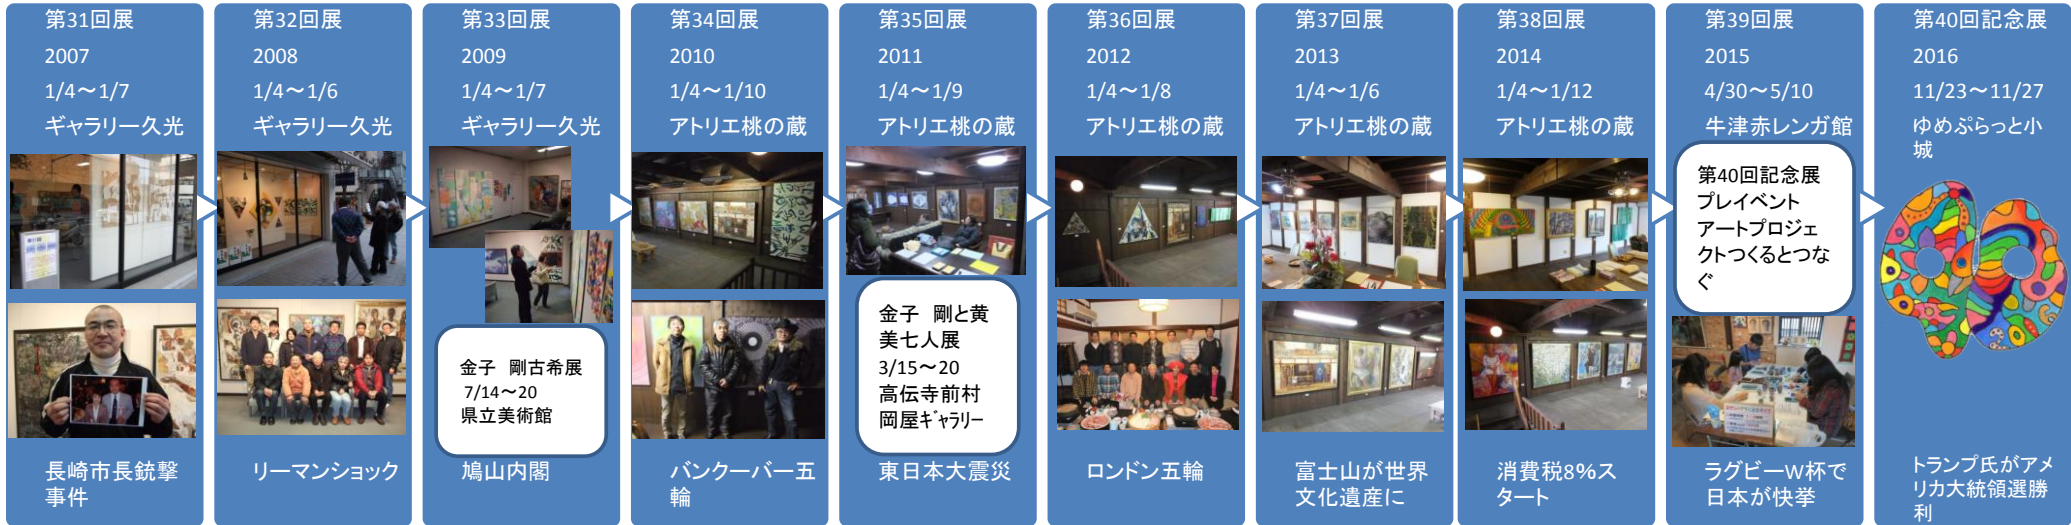 第31回展
2007
1/4～1/7
ギャラリー久光
長崎市長銃撃
事件
第32回展
2008
1/4～1/6
ギャラリー久光
リーマンショック
第33回展
2009
1/4～1/7
ギャラリー久光
金子　剛古希展
7/14～20
県立美術館
鳩山内閣
第34回展
2010
1/4～1/10
アトリエ桃の蔵
バンクーバー五
輪
第35回展
2011
1/4～1/9
アトリエ桃の蔵
金子　剛と黄
美七人展
3/15～20
高伝寺前村
岡屋ギャラリー
東日本大震災
第36回展
2012
1/4～1/8
アトリエ桃の蔵
ロンドン五輪
第37回展
2013
1/4～1/6
アトリエ桃の蔵
富士山が世界
文化遺産に
第38回展
2014
1/4～1/12
アトリエ桃の蔵
消費税8%ス
タート
第39回展
2015
4/30～5/10
牛津赤レンガ館
第40回記念展
プレイベント
アートプロジェ
クトつくるとつな
ぐ
ラグビーW杯で
日本が快挙
第40回記念展
2016
11/23～11/27
ゆめぷらっと小
城
トランプ氏がアメ
リカ大統領選勝
利